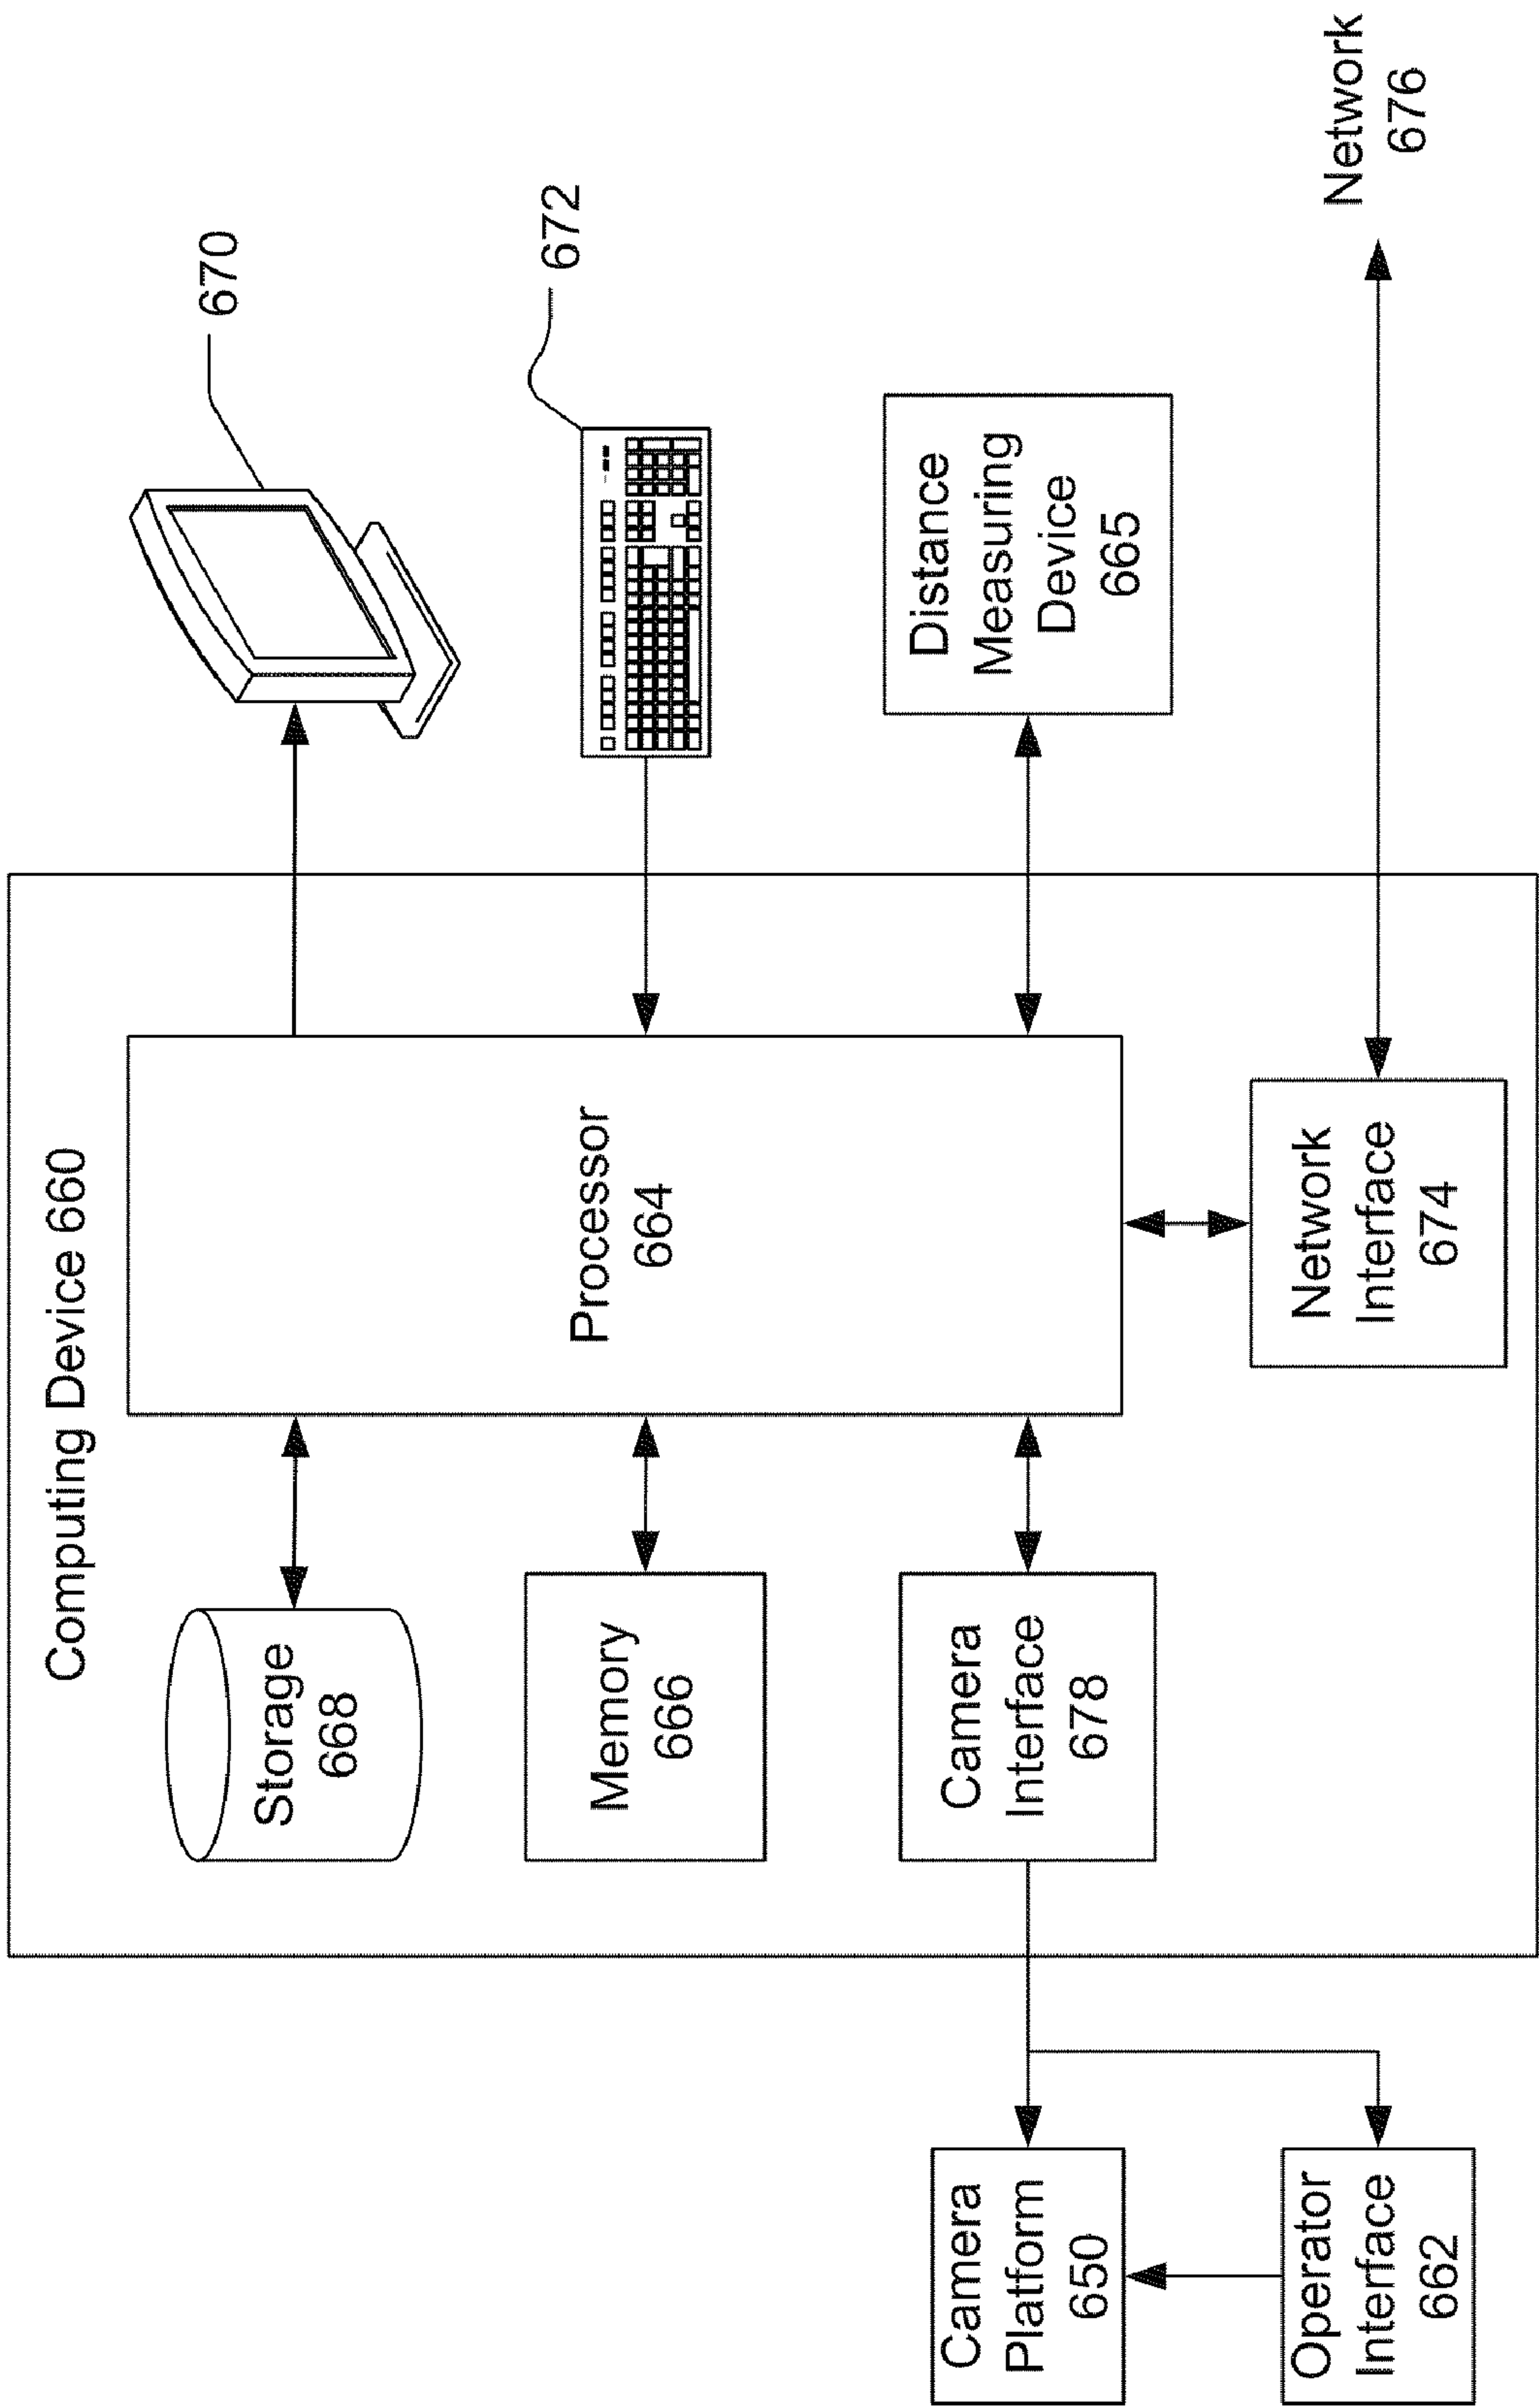 Computing Device 660
Storage
668
Processor
664
670
Memory
666
672
Camera
Platform
650
Camera
Interface
678
Distance
Measuring
Device
665
Operator
Interface
662
Network
Interface
674
Network
676